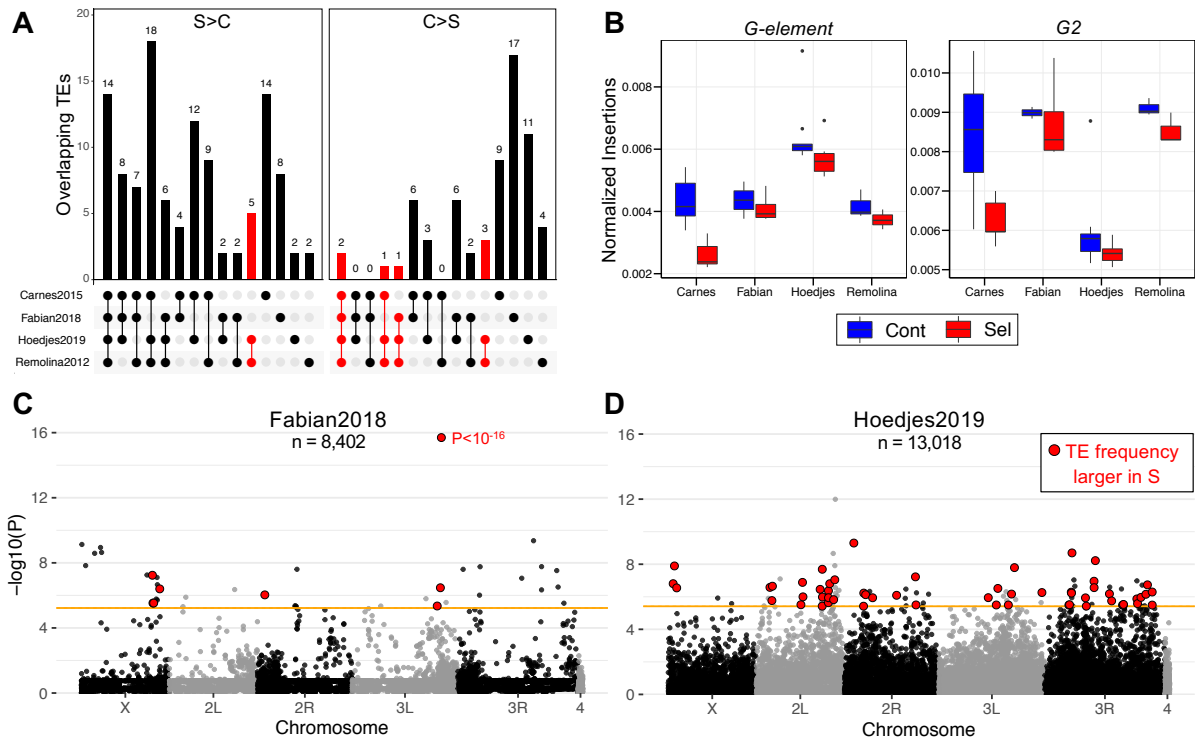 A
S>C
C>S
Overlapping TEs
20
15
10
5
0
14
8
7
18
6
4
12
9
2
2
5
14
8
2
2
2
0
0
1
1
6
3
0
6
2
3
9
17
11
4
Carnes2015
Fabian2018
Hoedjes2019
Remolina2012
B
G-element
G2
Normalized Insertions
0.008
0.006
0.004
0.002
0.010
0.009
0.008
0.007
0.006
0.005
Carnes Fabian Hoedjes Remolina
Carnes Fabian Hoedjes Remolina
Cont Sel
C
Fabian2018
n = 8,402
P<10-16
−log10(P)
16
12
8
4
0
X 2L 2R 3L 3R 4
Chromosome
D
Hoedjes2019
n = 13,018
TE frequency
larger in S
16
12
8
4
0
X 2L 2R 3L 3R 4
Chromosome